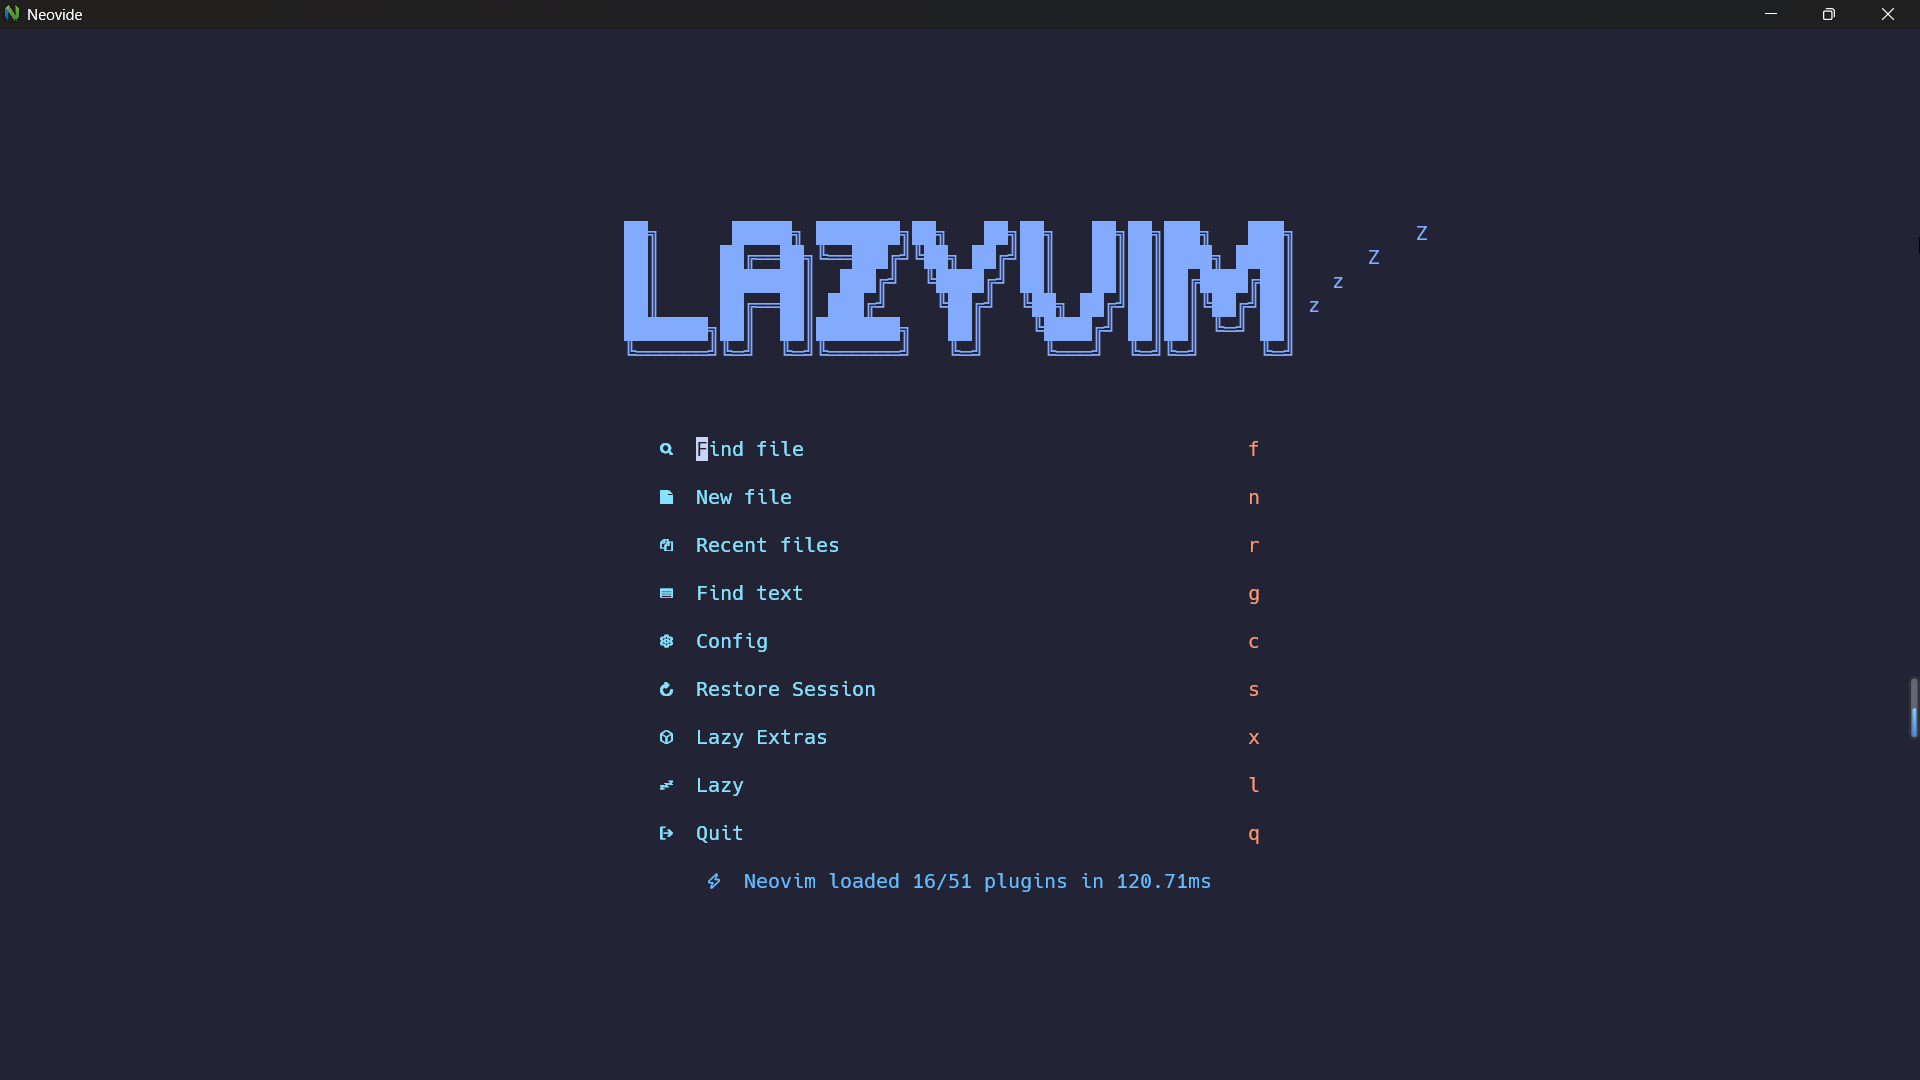 Neovide
LAZYVIM
Z
Z
z
z
Find file f
New file n
Recent files r
Find text g
Config c
Restore Session s
Lazy Extras x
Lazy l
Quit q
Neovim loaded 16/51 plugins in 120.71ms